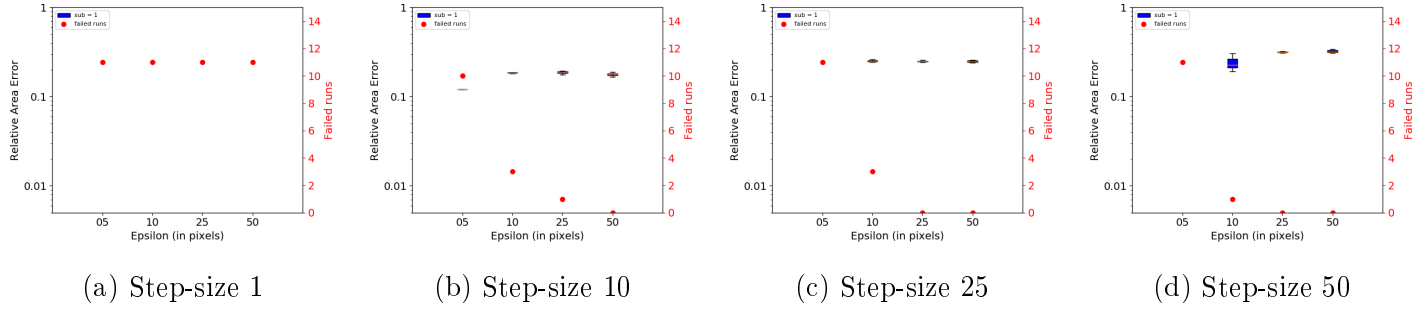 sub = 1
failed runs
1
0.1
0.01
Relative Area Error
14
12
10
8
6
4
2
0
Failed runs
05 10 25 50
Epsilon (in pixels)
(a) Step-size 1
sub = 1
failed runs
1
0.1
0.01
Relative Area Error
14
12
10
8
6
4
2
0
Failed runs
05 10 25 50
Epsilon (in pixels)
(b) Step-size 10
sub = 1
failed runs
1
0.1
0.01
Relative Area Error
14
12
10
8
6
4
2
0
Failed runs
05 10 25 50
Epsilon (in pixels)
(c) Step-size 25
sub = 1
failed runs
1
0.1
0.01
Relative Area Error
14
12
10
8
6
4
2
0
Failed runs
05 10 25 50
Epsilon (in pixels)
(d) Step-size 50